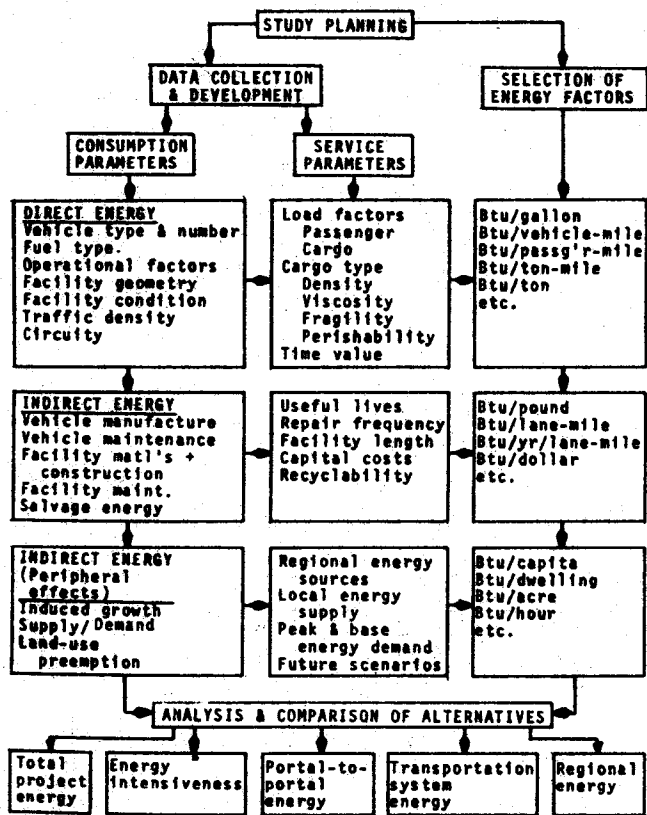 STUDY PLANNING
DATA COLLECTION
& DEVELOPMENT
SELECTION OF
ENERGY FACTORS
CONSUMPTION
PARAMETERS
SERVICE
PARAMETERS
DIRECT ENERGY
Vehicle type & number
Fuel type.
Operational factors
Facility geometry
Facility condition
Traffic density
Circuity
Load factors
Passenger
Cargo
Cargo type
Density
Viscosity
Fragility
Perishability
Time value
Btu/gallon
Btu/vehicle-mile
Btu/passg'r-mile
Btu/ton-mile
Btu/ton
etc.
INDIRECT ENERGY
Vehicle manufacture
Vehicle maintenance
Facility matl's +
construction
Facility maint.
Salvage energy
Useful lives
Repair frequency
Facility length
Capital costs
Recyclability
Btu/pound
Btu/lane-mile
Btu/yr/lane-mile
Btu/dollar
etc.
INDIRECT ENERGY
(Peripheral
effects)
Induced growth
Supply/Demand
Land-use
preemption
Regional energy
sources
Local energy
supply
Peak & base
energy demand
Future scenarios
Btu/capita
Btu/dwelling
Btu/acre
Btu/hour
etc.
ANALYSIS & COMPARISON OF ALTERNATIVES
Total
project
energy
Energy
intensiveness
Portal-to-
portal
energy
Transportation
system
energy
Regional
energy